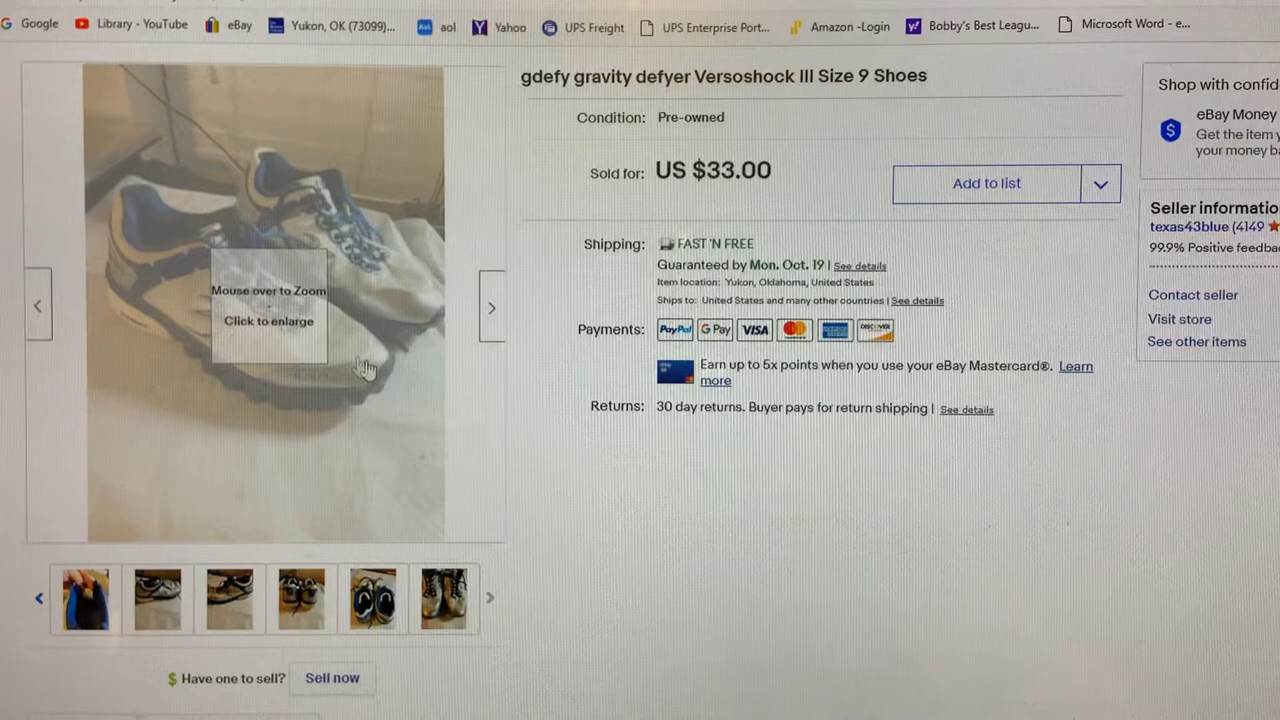 Google
Library - YouTube
eBay
Yukon, OK (73099)...
Aol.
aol
Yahoo
UPS Freight
UPS Enterprise Port...
Amazon -Login
Bobby's Best Leagu...
Microsoft Word - e...
gdefy gravity defyer Versoshock III Size 9 Shoes
Condition: Pre-owned
Sold for: US $33.00
Add to list
Shipping: FAST 'N FREE
Guaranteed by Mon. Oct. 19 | See details
Item location: Yukon, Oklahoma, United States
Ships to: United States and many other countries | See details
Payments: PayPal G Pay VISA DISCOVER
Earn up to 5x points when you use your eBay Mastercard®. Learn
more
Returns: 30 day returns. Buyer pays for return shipping | See details
Mouse over to Zoom
-
Click to enlarge
$ Have one to sell? Sell now
Shop with confid
eBay Money
Get the item y
your money ba
Seller informatio
texas43blue (4149
99.9% Positive feedba
Contact seller
Visit store
See other items